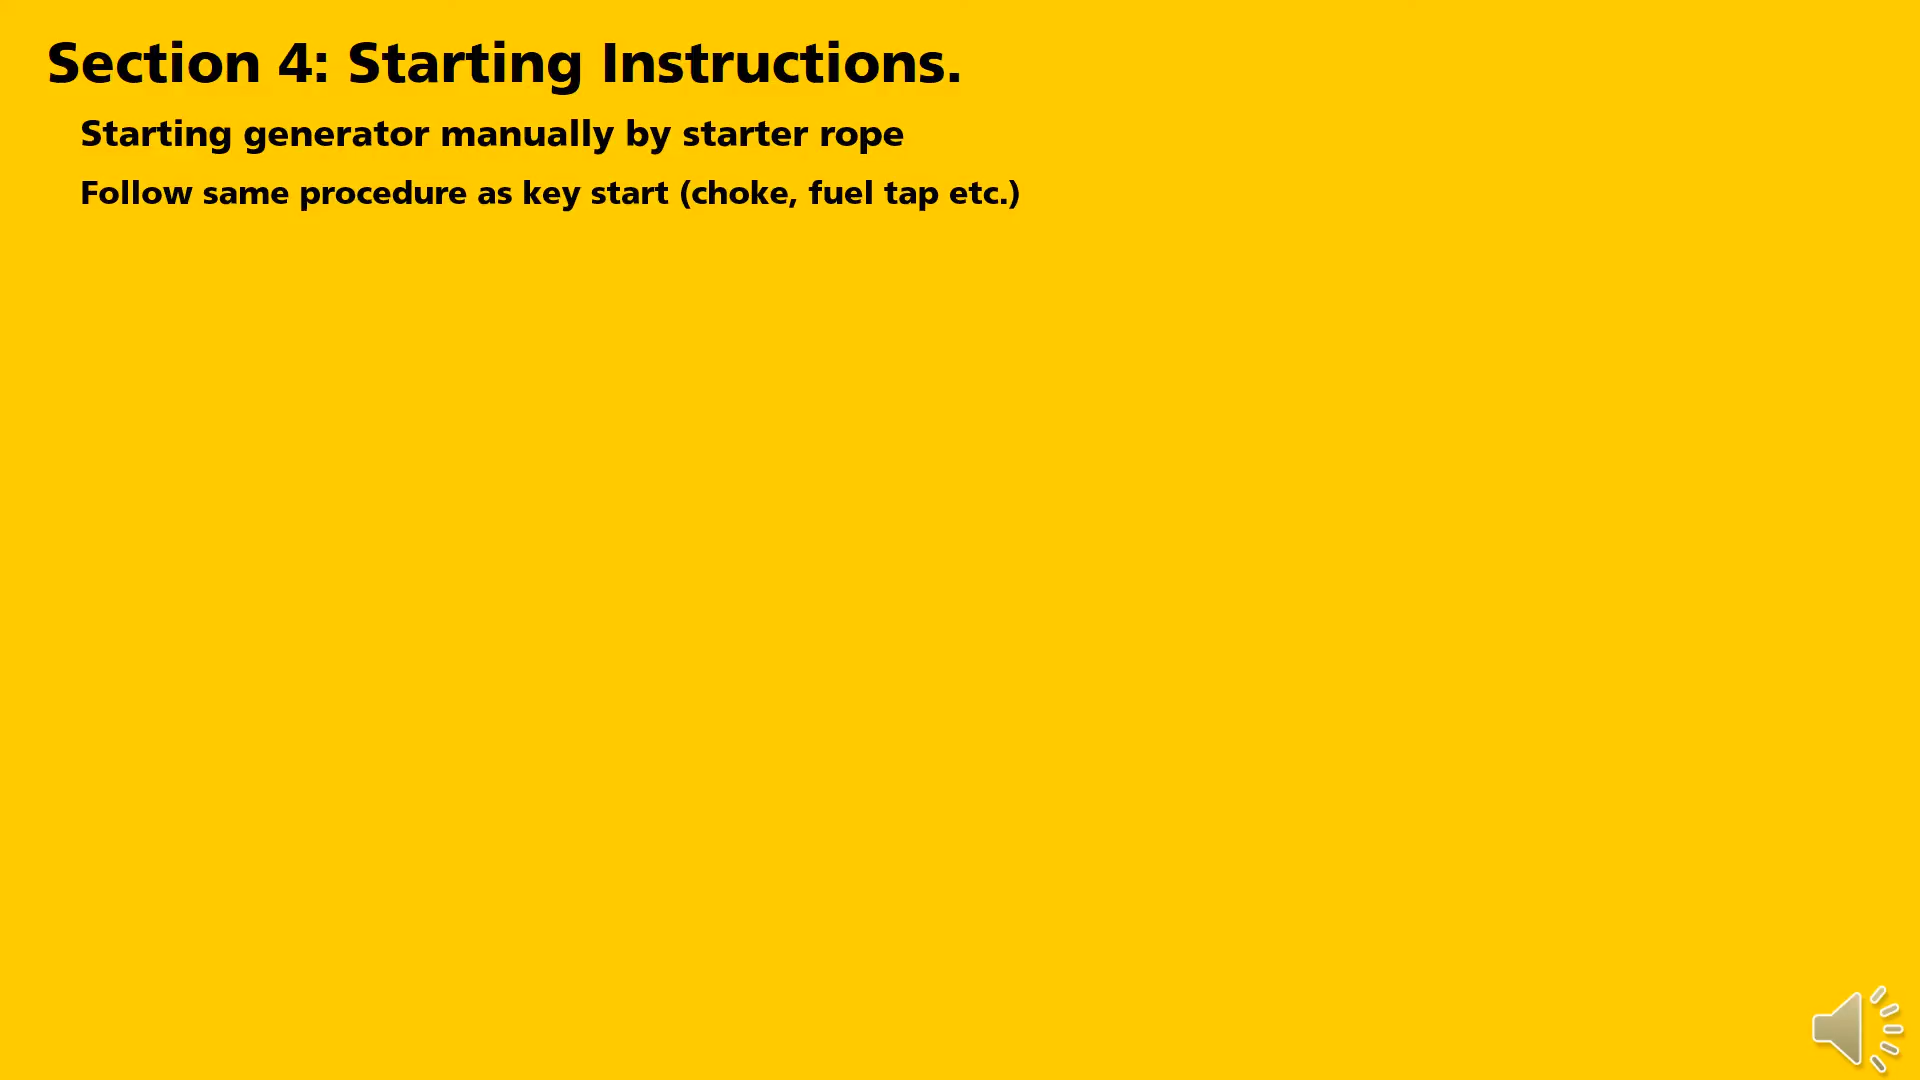 Section 4: Starting Instructions.
Starting generator manually by starter rope
Follow same procedure as key start (choke, fuel tap etc.)